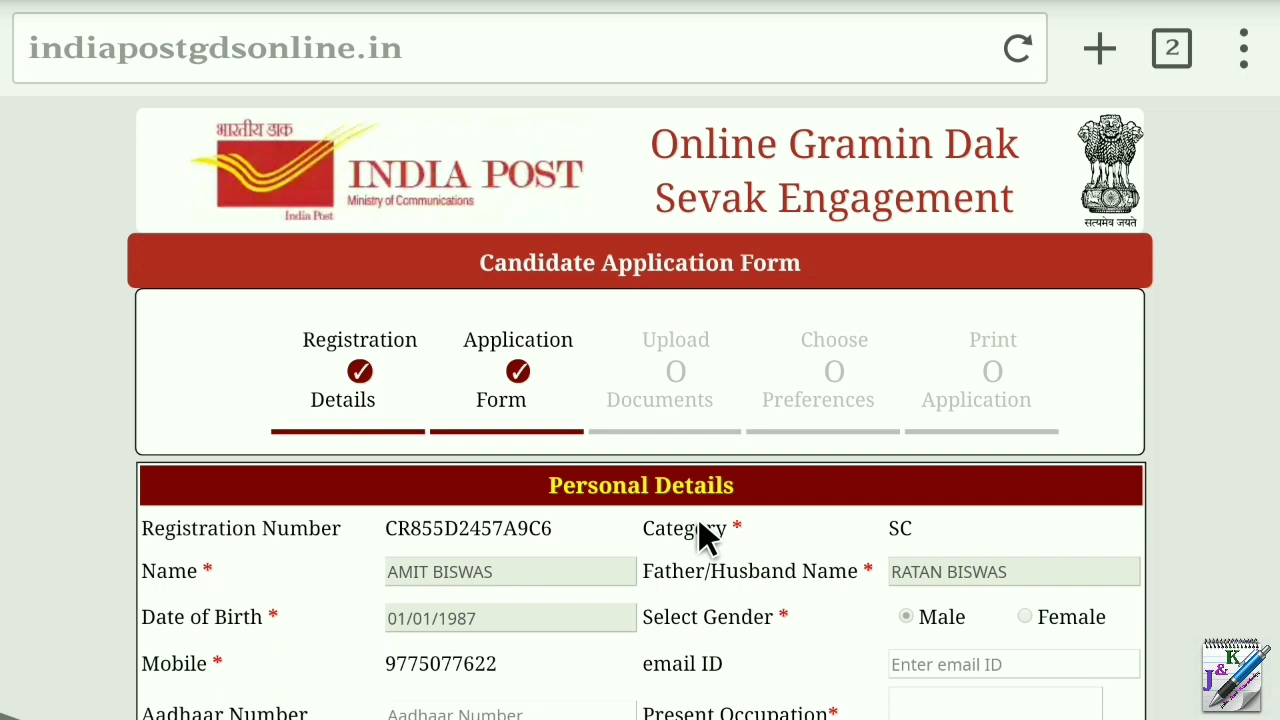 indiapostgdsonline.in
2
भारतीय डाक
INDIA POST
Ministry of Communications
India Post
Online Gramin Dak
Sevak Engagement
सत्यमेव जयते
Candidate Application Form
Registration Application Upload Choose Print
O O O
Details Form Documents Preferences Application
Personal Details
Registration Number CR855D2457A9C6 Category * SC
Name * AMIT BISWAS Father/Husband Name * RATAN BISWAS
Date of Birth * 01/01/1987 Select Gender * Male Female
Mobile * 9775077622 email ID Enter email ID
Aadhaar Number Aadhaar Number Present Occupation*
J & K